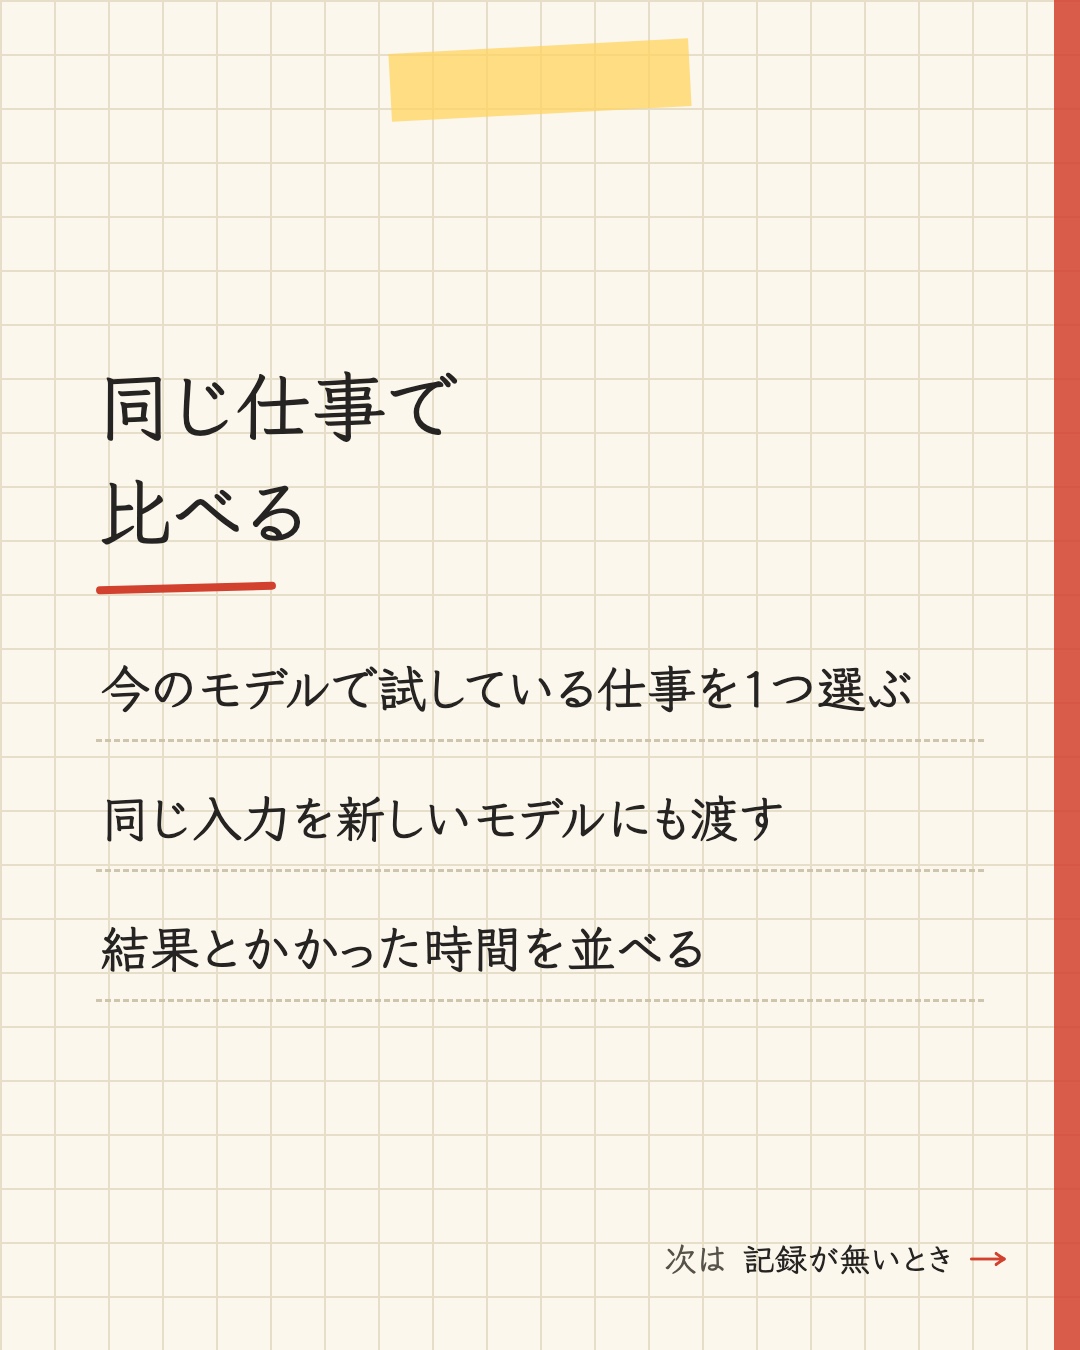 同じ仕事で
比べる
今のモデルで試している仕事を1つ選ぶ
同じ入力を新しいモデルにも渡す
結果とかかった時間を並べる
次は 記録が無いとき →